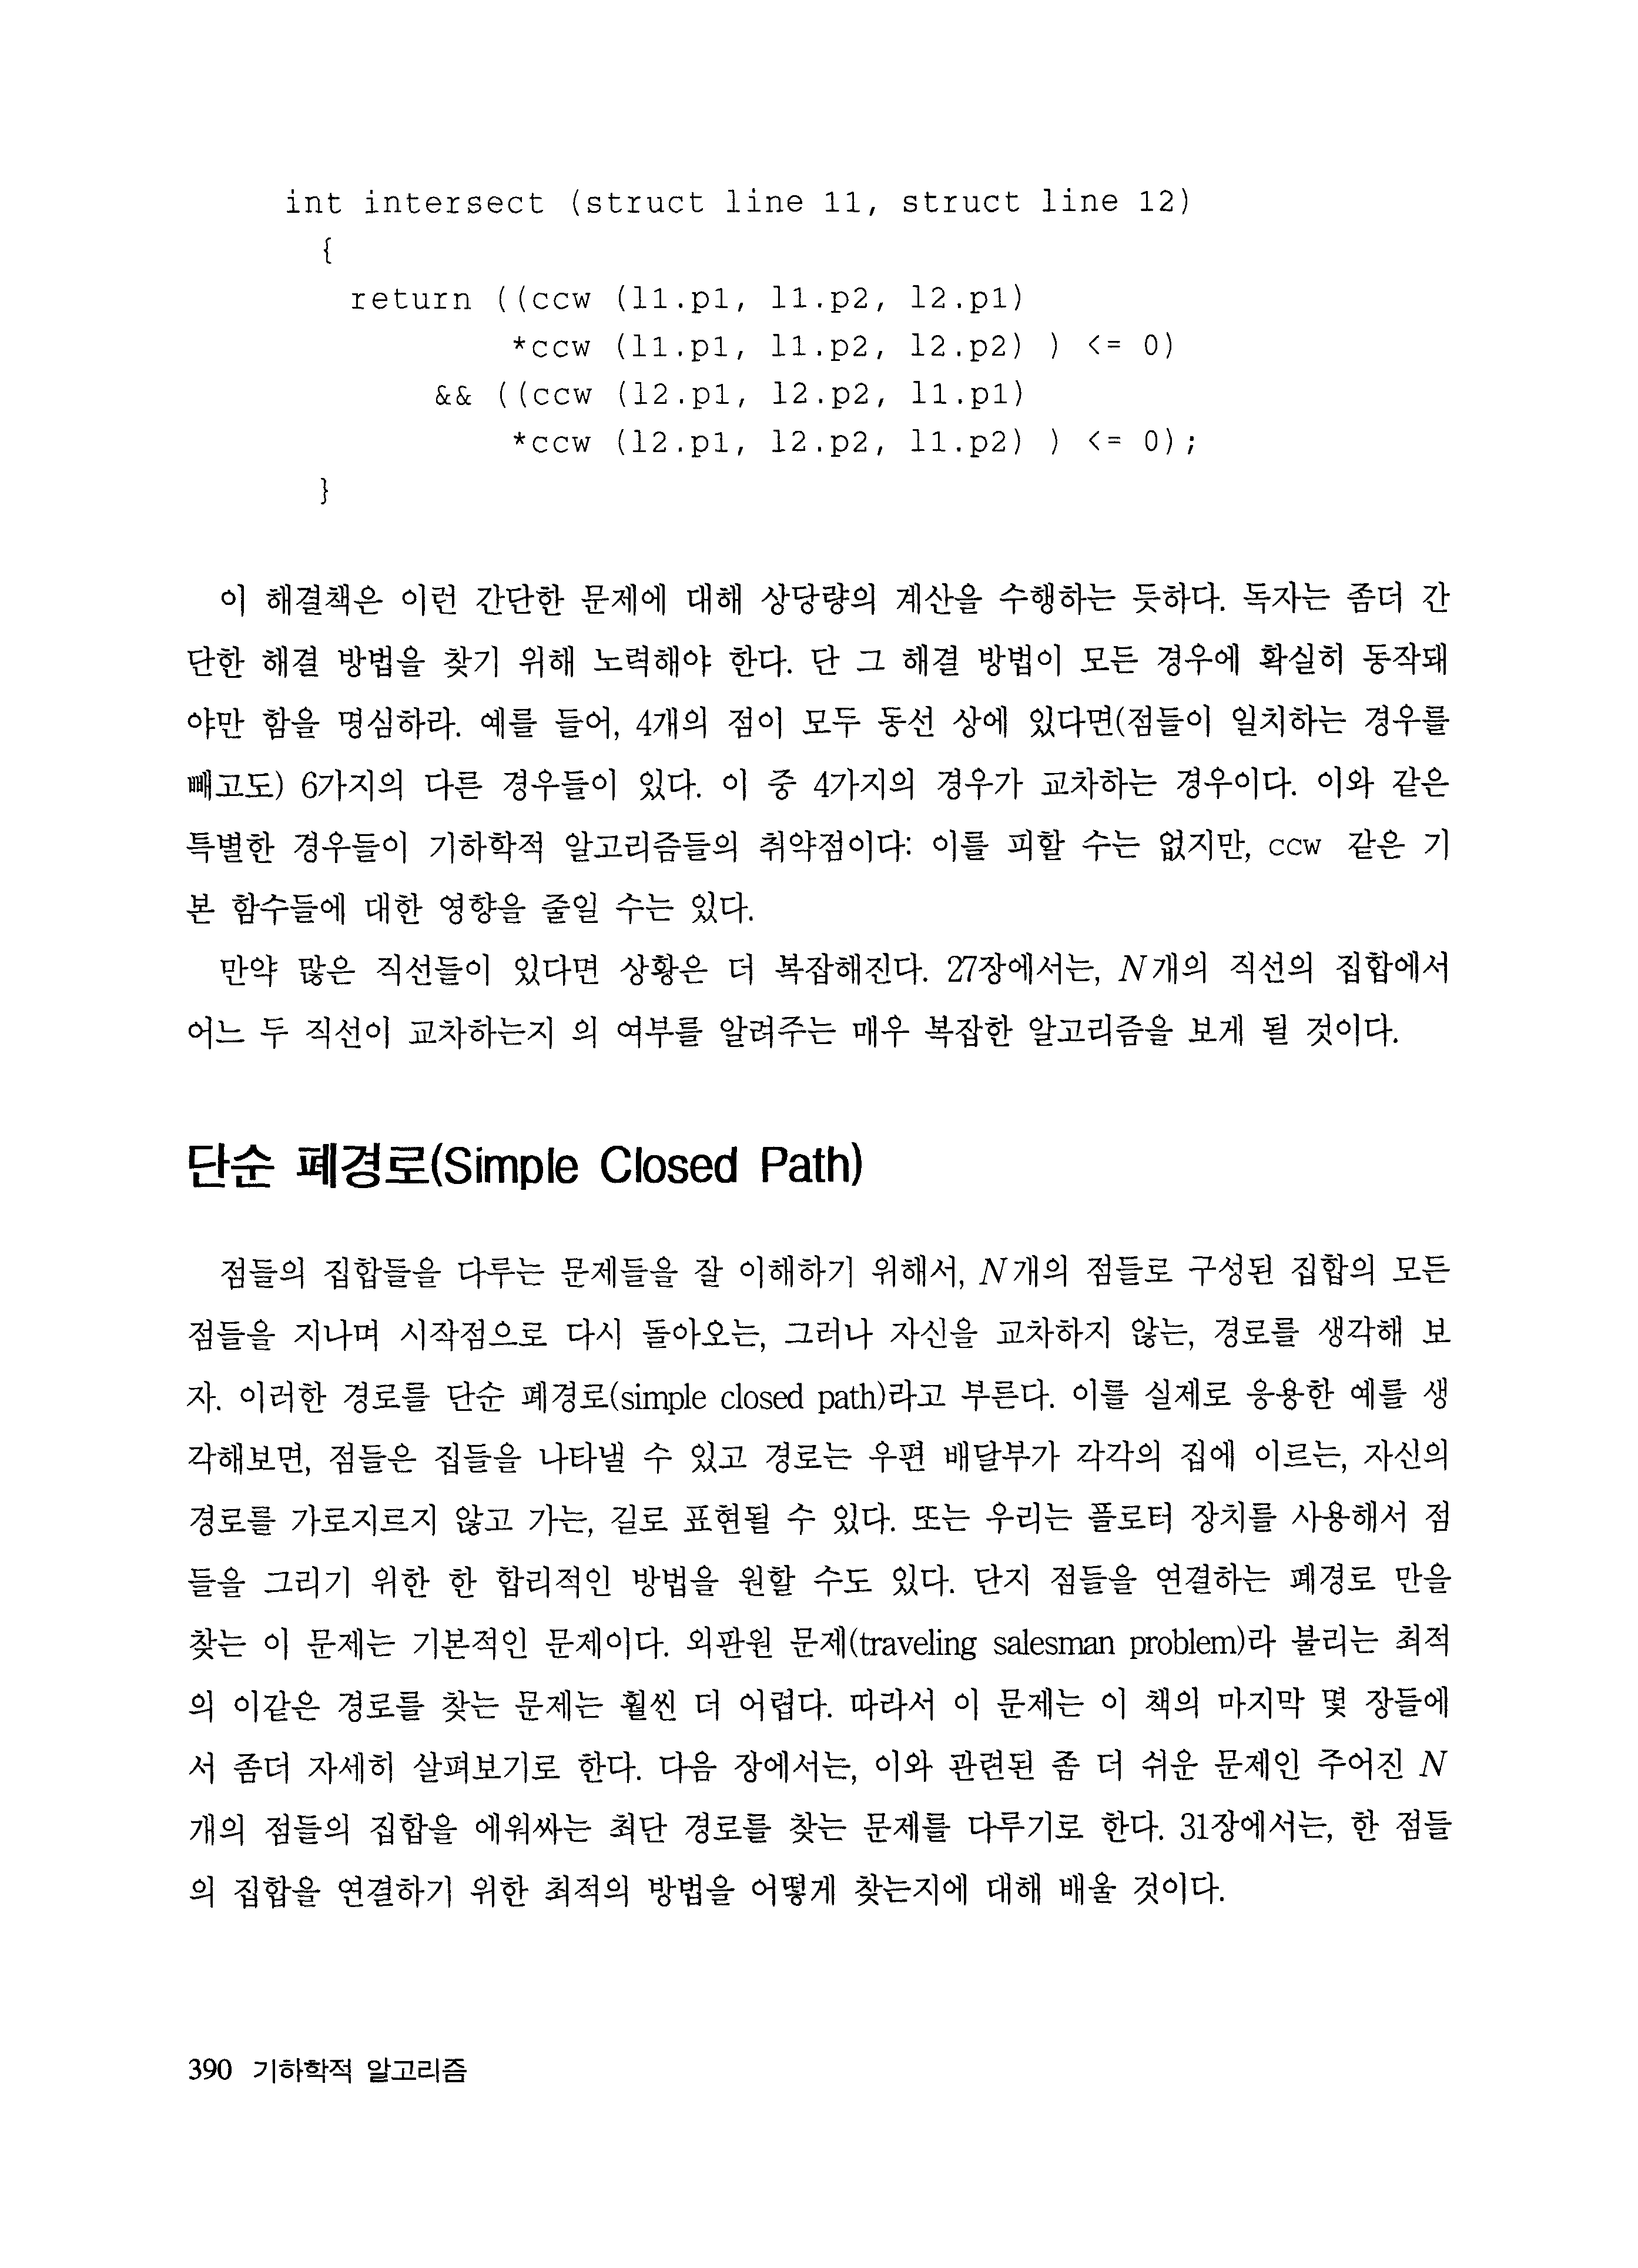 int intersect (struct line l1, struct line l2)
{
return ((ccw (l1.p1, l1.p2, l2.p1)
*ccw (l1.p1, l1.p2, l2.p2) ) <= 0)
&& ((ccw (l2.p1, l2.p2, l1.p1)
*ccw (l2.p1, l2.p2, l1.p2) ) <= 0);
}
이 해결책은 이런 간단한 문제에 대해 상당량의 계산을 수행하는 듯하다. 독자는 좀더 간
단한 해결 방법을 찾기 위해 노력해야 한다. 단 그 해결 방법이 모든 경우에 확실히 동작돼
야만 함을 명심하라. 예를 들어, 4개의 점이 모두 동선 상에 있다면(점들이 일치하는 경우를
빼고도) 6가지의 다른 경우들이 있다. 이 중 4가지의 경우가 교차하는 경우이다. 이와 같은
특별한 경우들이 기하학적 알고리즘들의 취약점이다: 이를 피할 수는 없지만, ccw 같은 기
본 함수들에 대한 영향을 줄일 수는 있다.
만약 많은 직선들이 있다면 상황은 더 복잡해진다. 27장에서는, N개의 직선의 집합에서
어느 두 직선이 교차하는지 의 여부를 알려주는 매우 복잡한 알고리즘을 보게 될 것이다.
단순 폐경로(Simple Closed Path)
점들의 집합들을 다루는 문제들을 잘 이해하기 위해서, N개의 점들로 구성된 집합의 모든
점들을 지나며 시작점으로 다시 돌아오는, 그러나 자신을 교차하지 않는, 경로를 생각해 보
자. 이러한 경로를 단순 폐경로(simple closed path)라고 부른다. 이를 실제로 응용한 예를 생
각해보면, 점들은 집들을 나타낼 수 있고 경로는 우편 배달부가 각각의 집에 이르는, 자신의
경로를 가로지르지 않고 가는, 길로 표현될 수 있다. 또는 우리는 플로터 장치를 사용해서 점
들을 그리기 위한 한 합리적인 방법을 원할 수도 있다. 단지 점들을 연결하는 폐경로 만을
찾는 이 문제는 기본적인 문제이다. 외판원 문제(traveling salesman problem)라 불리는 최적
의 이같은 경로를 찾는 문제는 훨씬 더 어렵다. 따라서 이 문제는 이 책의 마지막 몇 장들에
서 좀더 자세히 살펴보기로 한다. 다음 장에서는, 이와 관련된 좀 더 쉬운 문제인 주어진 N
개의 점들의 집합을 에워싸는 최단 경로를 찾는 문제를 다루기로 한다. 31장에서는, 한 점들
의 집합을 연결하기 위한 최적의 방법을 어떻게 찾는지에 대해 배울 것이다.
390 기하학적 알고리즘